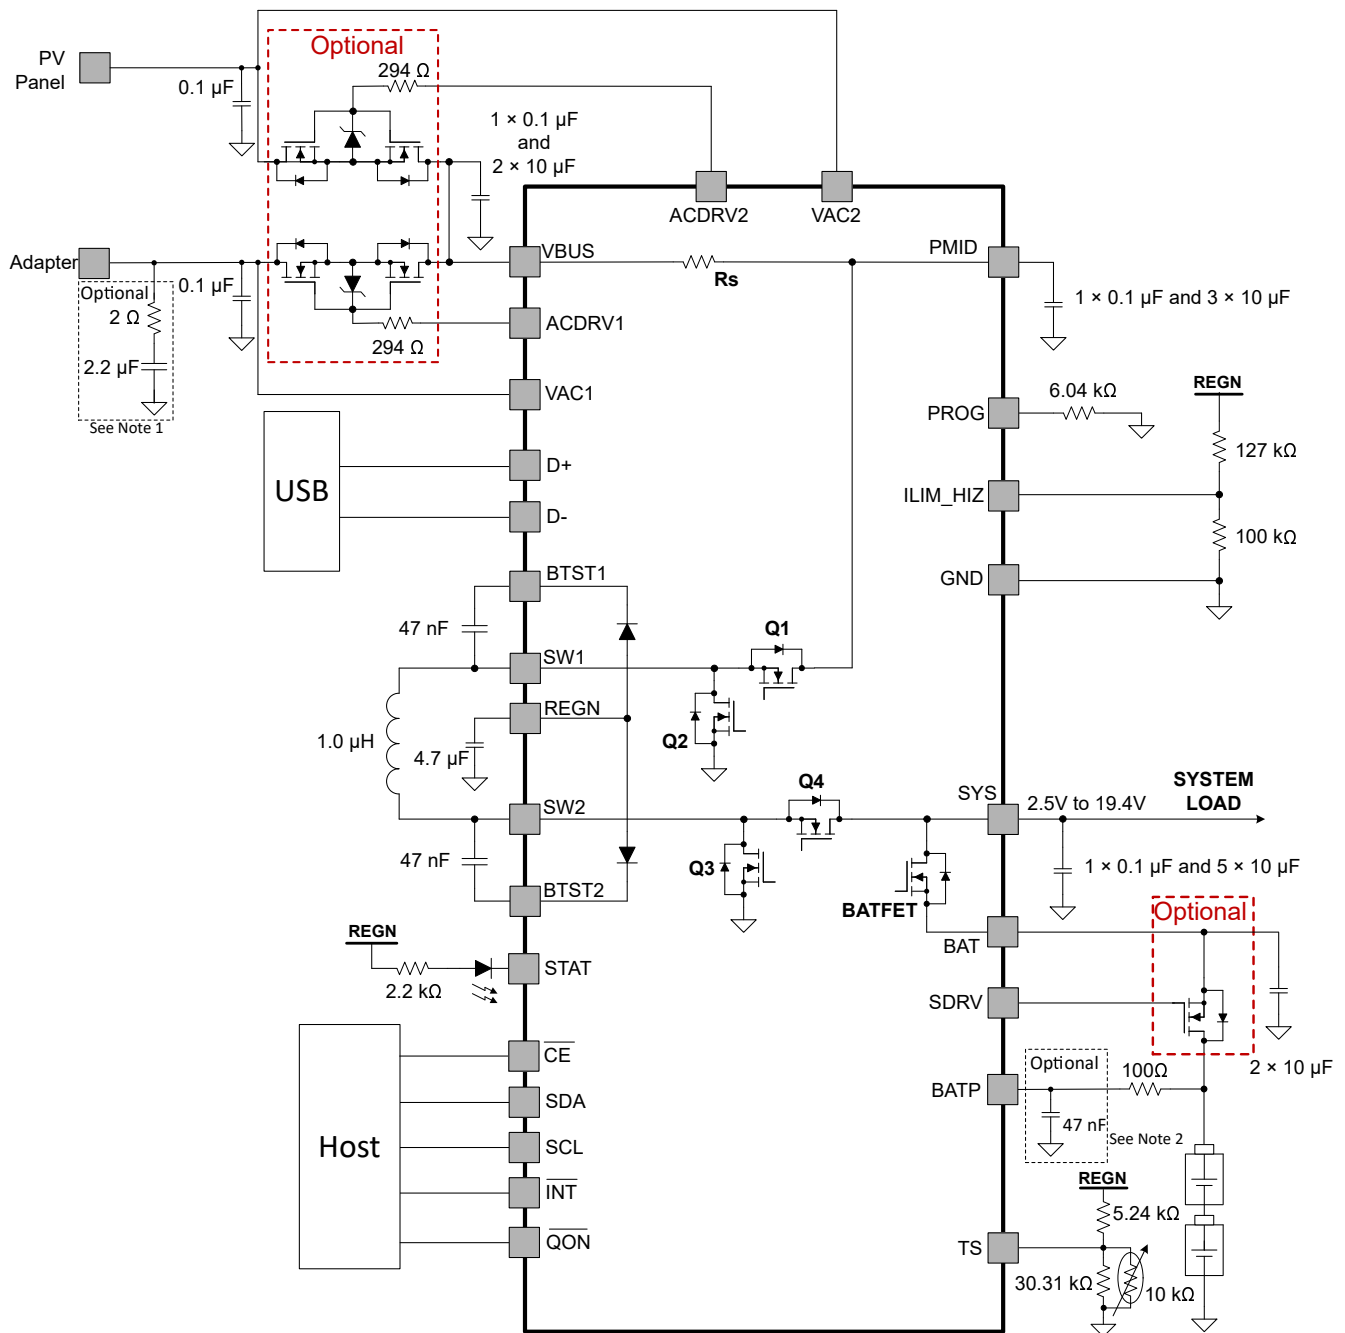 Optional
PV
Panel
294 Ω
0.1 µF
1 × 0.1 µF
and
2 × 10 µF
ACDRV2
VAC2
Adapter
VBUS
PMID
Rs
Optional
2 Ω
2.2 µF
See Note 1
0.1 µF
294 Ω
ACDRV1
1 × 0.1 µF and 3 × 10 µF
VAC1
PROG
6.04 kΩ
REGN
127 kΩ
USB
D+
D-
ILIM_HIZ
100 kΩ
GND
BTST1
47 nF
SW1
Q1
REGN
Q2
1.0 µH
4.7 µF
SW2
Q4
SYS
2.5V to 19.4V
SYSTEM
LOAD
47 nF
Q3
1 × 0.1 µF and 5 × 10 µF
BTST2
BATFET
Optional
REGN
BAT
2.2 kΩ
STAT
SDRV
2 × 10 µF
Host
CE
SDA
SCL
INT
QON
BATP
Optional
100Ω
47 nF
See Note 2
REGN
5.24 kΩ
TS
30.31 kΩ
10 kΩ